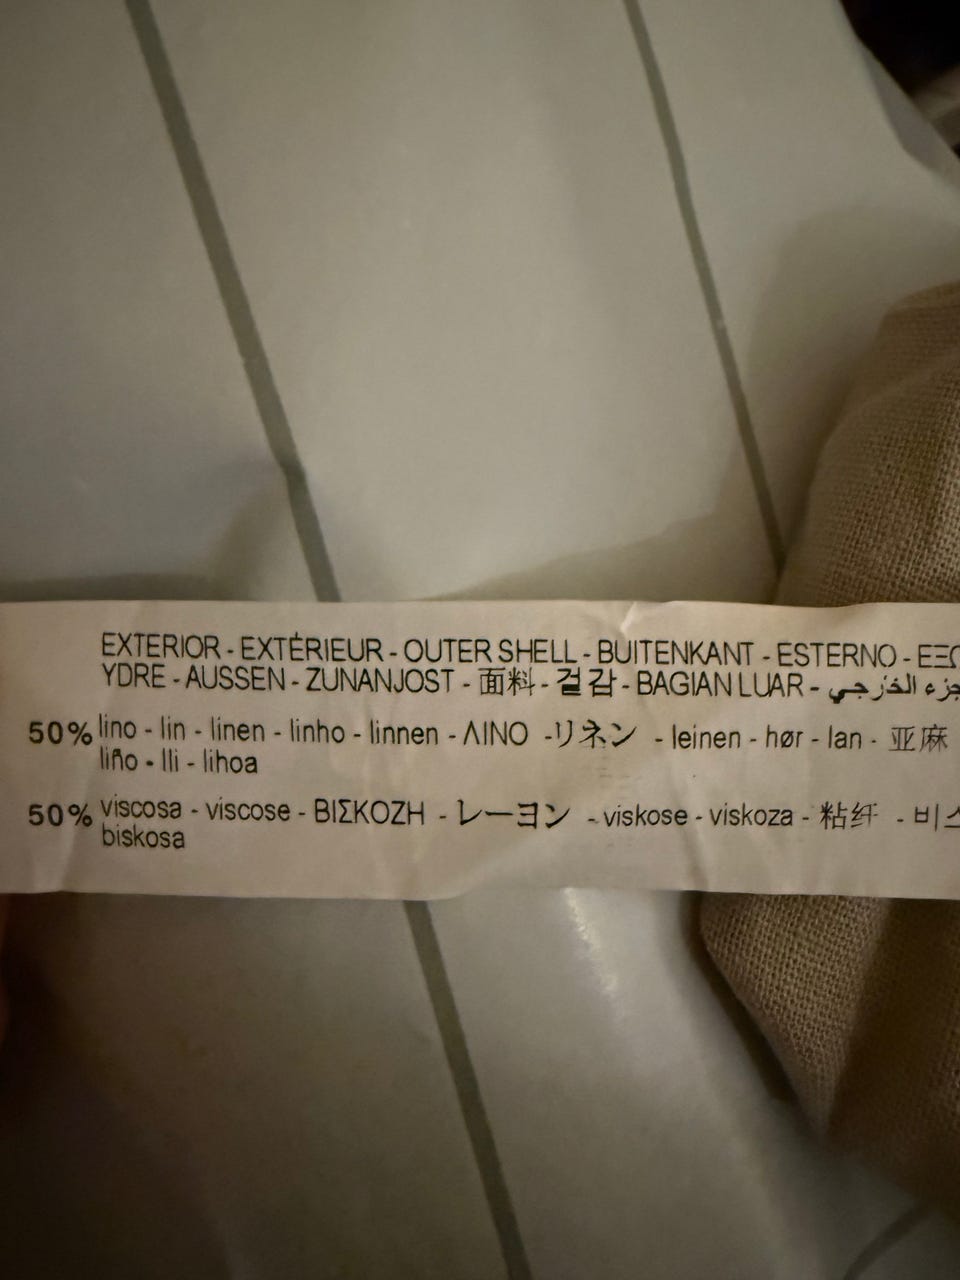 EXTERIOR - EXTÉRIEUR - OUTER SHELL - BUITENKANT - ESTERNO -
YDRE - AUSSEN - ZUNANJOST - 面料 - 겉감 - BAGIAN LUAR - الجزء الخارجي
50% lino - lin - linen - linho - linnen - ΛΙΝΟ - リネン - leinen - hør - lan - 亚麻
liño - lli - lihoa
50% viscosa - viscose - ΒΙΣΚΟΖΗ - レーヨン - viskose - viskoza - 粘纤 -
biskosa